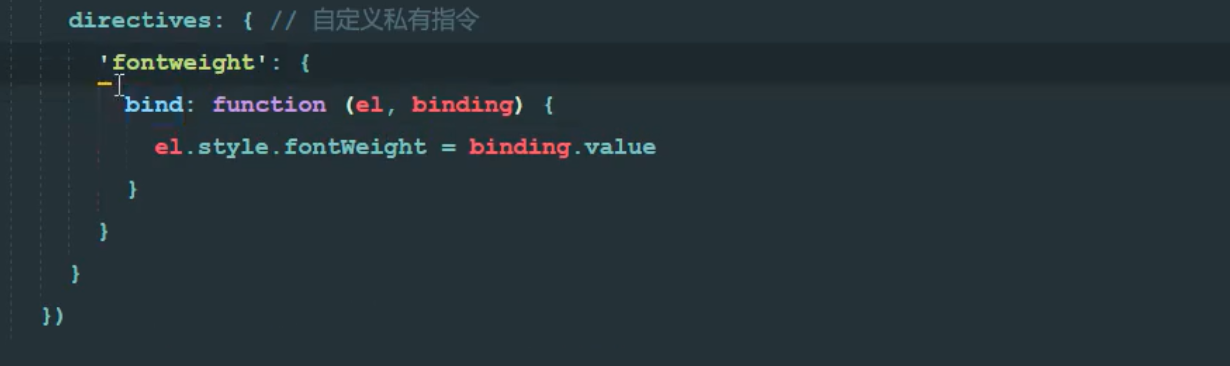 directives: { // 自定义私有指令
'fontweight': {
bind: function (el, binding) {
el.style.fontWeight = binding.value
}
}
}
})